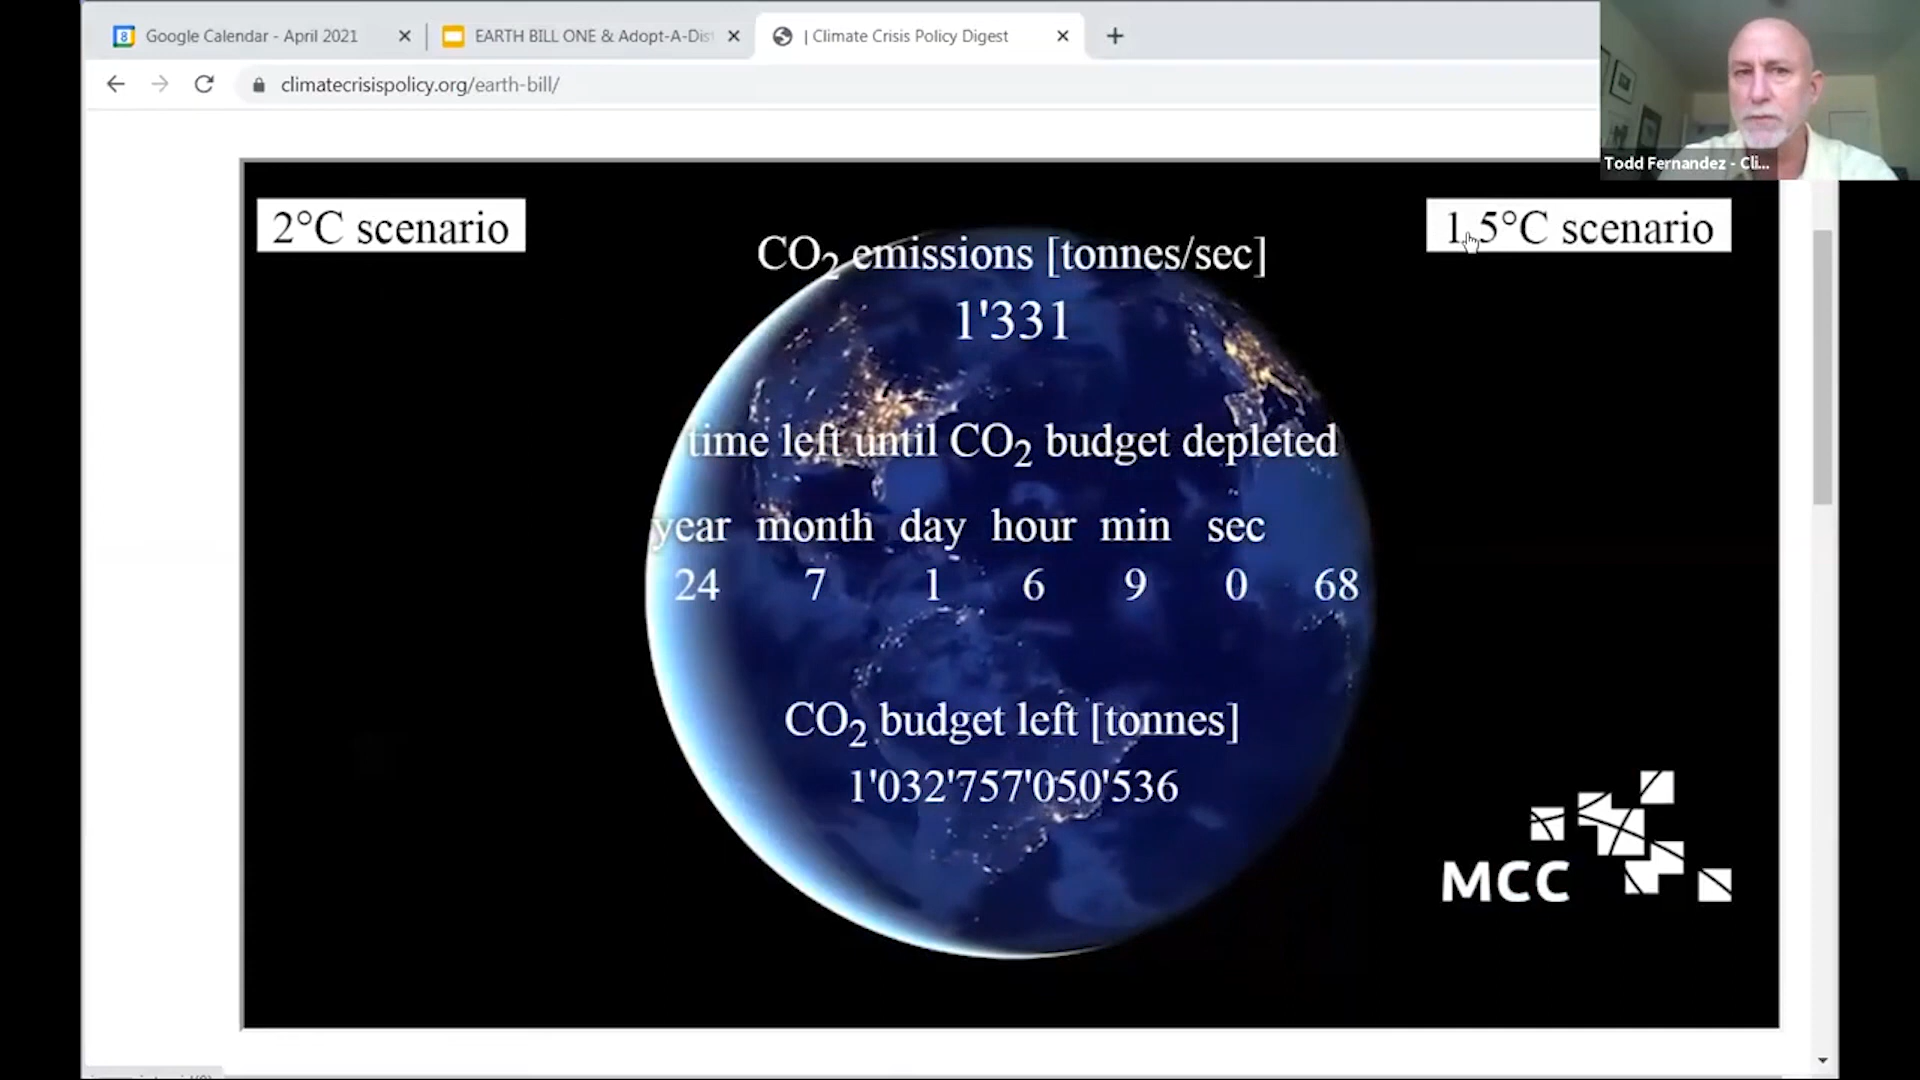 Google Calendar - April 2021
EARTH BILL ONE & Adopt-A-Dis
| Climate Crisis Policy Digest
climatecrisispolicy.org/earth-bill/
Todd Fernandez - Cli...
2°C scenario
1.5°C scenario
CO2 emissions [tonnes/sec]
1'331
time left until CO2 budget depleted
year month day hour min sec
24 7 1 6 9 0 68
CO2 budget left [tonnes]
1'032'757'050'536
MCC